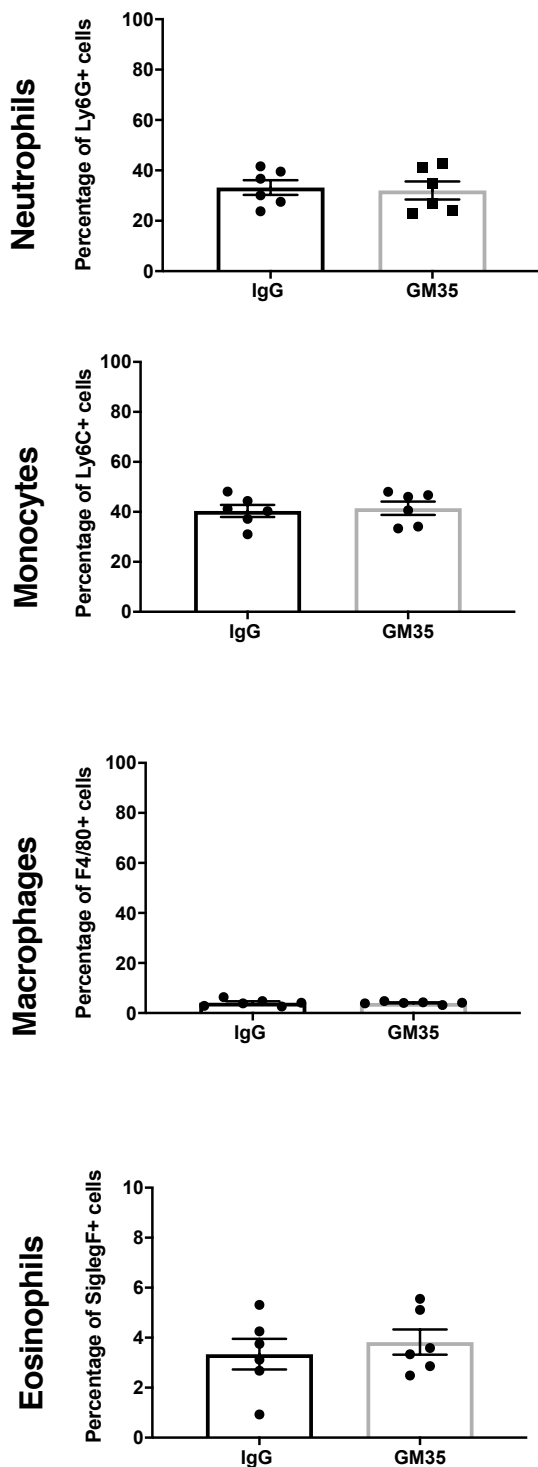 Neutrophils
Percentage of Ly6G+ cells
100
80
60
40
20
0
IgG
GM35
Monocytes
Percentage of Ly6C+ cells
100
80
60
40
20
0
IgG
GM35
Macrophages
Percentage of F4/80+ cells
100
80
60
40
20
0
IgG
GM35
Eosinophils
Percentage of SiglegF+ cells
10
8
6
4
2
0
IgG
GM35